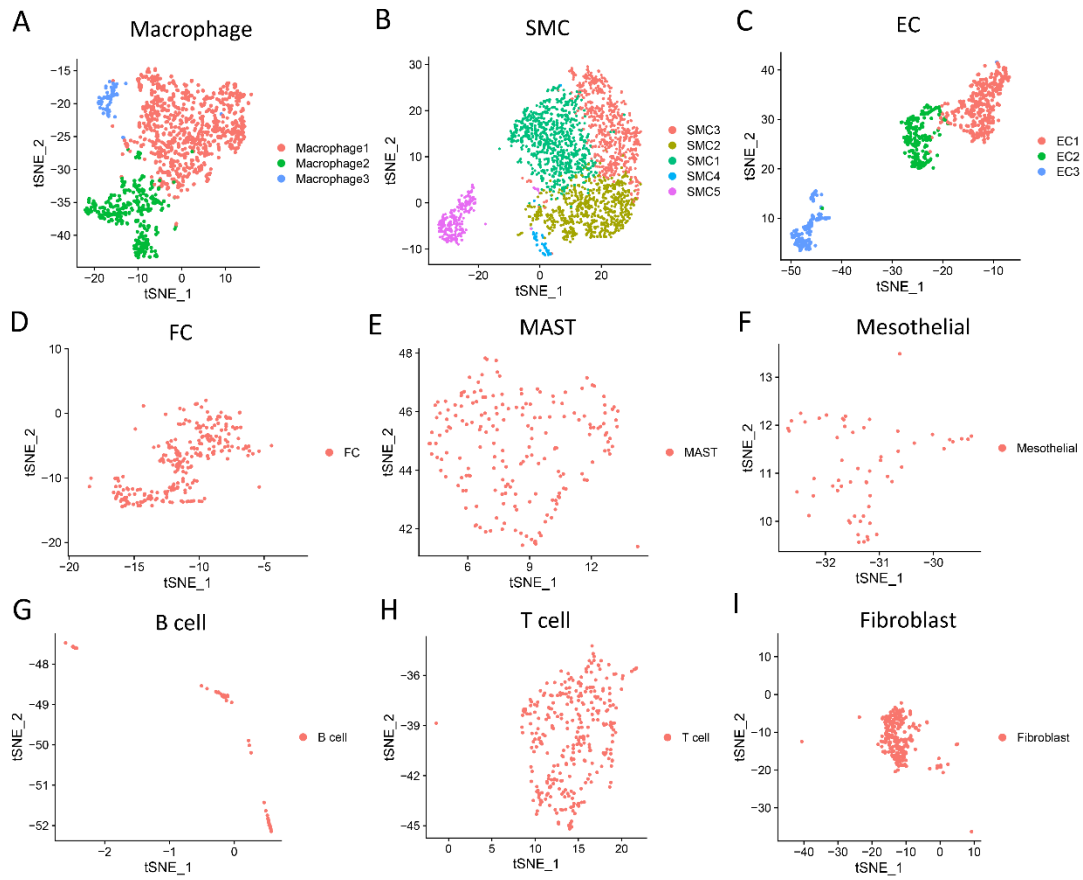 A
Macrophage
−15
−20
−25
−30
−35
−40
tSNE_2
−20
−10
0
10
tSNE_1
Macrophage1
Macrophage2
Macrophage3
B
SMC
30
20
10
0
−10
tSNE_2
−20
0
20
tSNE_1
SMC3
SMC2
SMC1
SMC4
SMC5
C
EC
40
30
20
10
tSNE_2
−50
−40
−30
−20
−10
tSNE_1
EC1
EC2
EC3
D
FC
10
0
−10
−20
tSNE_2
−20
−15
−10
−5
tSNE_1
FC
E
MAST
48
46
44
42
tSNE_2
6
9
12
tSNE_1
MAST
F
Mesothelial
13
12
11
10
tSNE_2
−32
−31
−30
tSNE_1
Mesothelial
G
B cell
−48
−50
−51
−52
tSNE_2
−2
−1
0
tSNE_1
B cell
H
T cell
−36
−39
−42
−45
tSNE_2
0
5
10
15
20
tSNE_1
T cell
I
Fibroblast
10
0
−10
−20
−30
tSNE_2
−40
−30
−20
−10
0
10
tSNE_1
Fibroblast